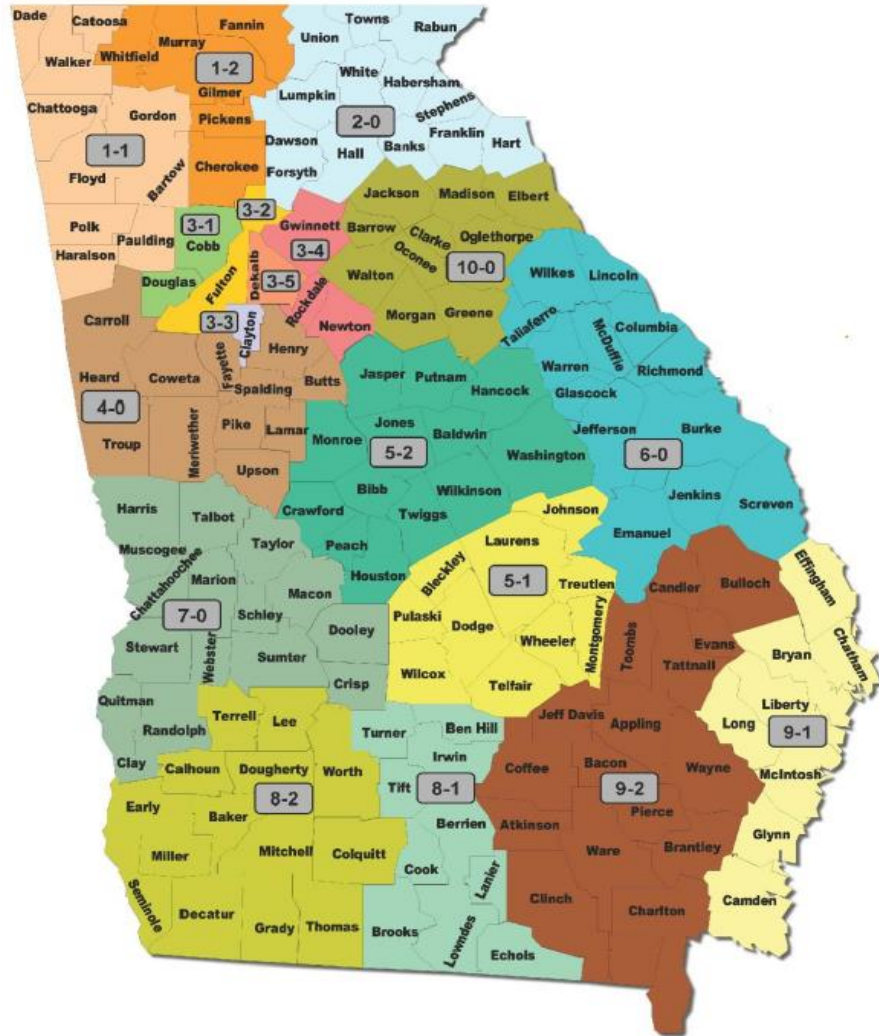 Dade
Catoosa
Fannin
Towns
Rabun
Union
Murray
Whitfield
Walker
1-2
White
Habersham
Gilmer
Lumpkin
Stephens
Chattooga
Gordon
Pickens
2-0
Franklin
Hart
Dawson
Banks
Hall
1-1
Cherokee
Forsyth
Floyd
Bartow
Jackson
Madison
Elbert
3-2
Polk
3-1
Gwinnett
Barrow
Clarke
Oglethorpe
Paulding
Cobb
3-4
Oconee
Haralson
Walton
10-0
Wilkes
Lincoln
Douglas
Fulton
Dekalb
3-5
Rockdale
Morgan
Greene
Taliaferro
McDuffie
Columbia
Carroll
3-3
Clayton
Newton
Henry
Warren
Richmond
Heard
Coweta
Fayette
Spalding
Butts
Jasper
Putnam
Hancock
Glascock
4-0
Jones
Jefferson
Burke
Troup
Meriwether
Pike
Lamar
Monroe
Baldwin
5-2
Washington
6-0
Upson
Bibb
Wilkinson
Jenkins
Screven
Harris
Talbot
Crawford
Twiggs
Johnson
Emanuel
Muscogee
Taylor
Peach
Laurens
Chattahoochee
Marion
Houston
Bleckley
5-1
Treutlen
Candler
Bulloch
Effingham
Macon
7-0
Schley
Dooly
Pulaski
Montgomery
Toombs
Evans
Chatham
Stewart
Webster
Sumter
Dodge
Wheeler
Tattnall
Bryan
Wilcox
Crisp
Telfair
Quitman
Liberty
Randolph
Terrell
Lee
Turner
Ben Hill
Jeff Davis
Appling
Long
9-1
Clay
Calhoun
Dougherty
Worth
Irwin
Coffee
Bacon
Wayne
McIntosh
Early
8-2
Tift
8-1
9-2
Baker
Pierce
Berrien
Atkinson
Glynn
Miller
Mitchell
Colquitt
Ware
Brantley
Cook
Lanier
Seminole
Clinch
Camden
Decatur
Grady
Thomas
Brooks
Lowndes
Charlton
Echols